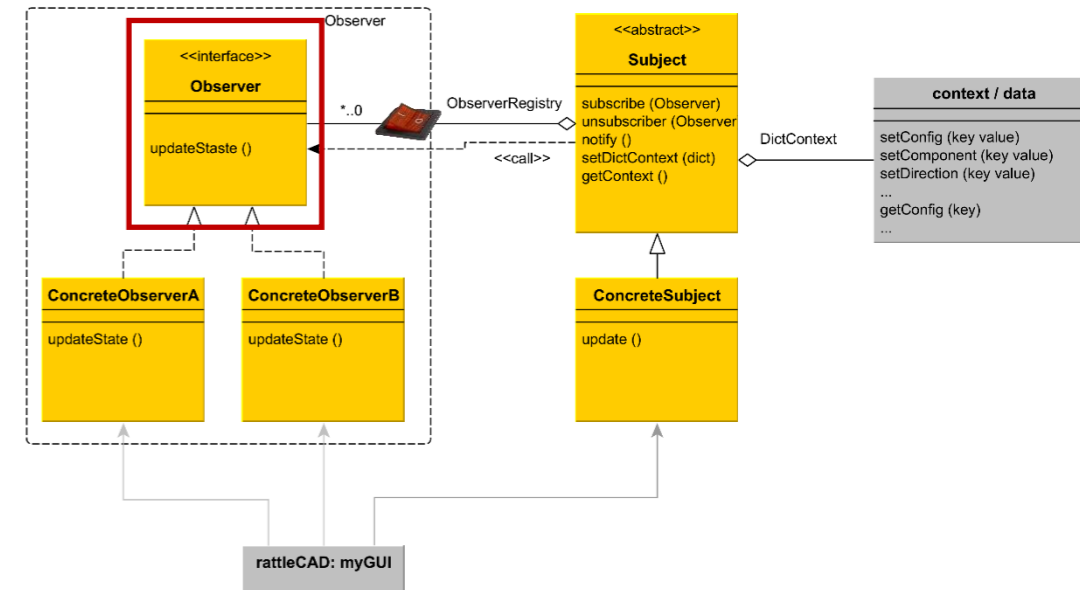 Observer
<<interface>>
Observer
updateStaste ()
*..0
ObserverRegistry
<<call>>
<<abstract>>
Subject
subscribe (Observer)
unsubscriber (Observer
notify ()
setDictContext (dict)
getContext ()
DictContext
context / data
setConfig (key value)
setComponent (key value)
setDirection (key value)
...
getConfig (key)
...
ConcreteObserverA
updateState ()
ConcreteObserverB
updateState ()
ConcreteSubject
update ()
rattleCAD: myGUI